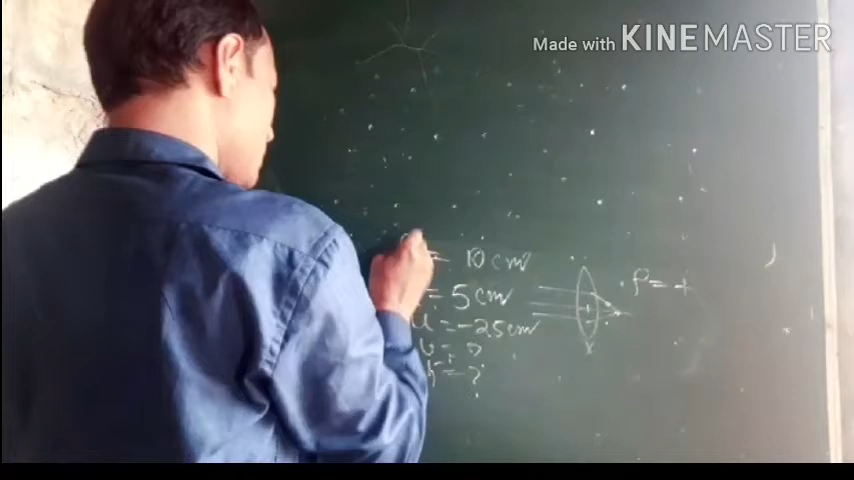 Made with KINEMASTER
= 10 cm
= 5 cm
u = -25 cm
v = ?
h' = ?
f = +